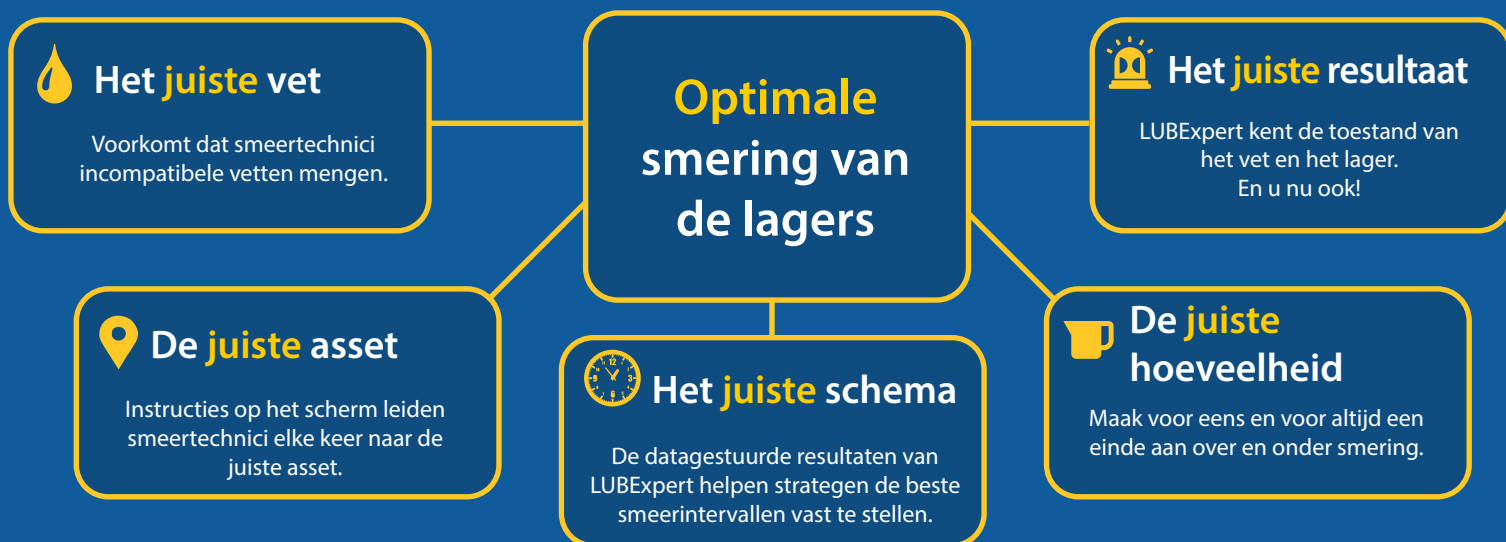 Het juiste vet
Voorkomt dat smeertechnici
incompatibele vetten mengen.
Optimale
smering van
de lagers
Het juiste resultaat
LUBExpert kent de toestand van
het vet en het lager.
En u nu ook!
De juiste asset
Instructies op het scherm leiden
smeertechnici elke keer naar de
juiste asset.
Het juiste schema
De datagestuurde resultaten van
LUBExpert helpen strategen de beste
smeerintervallen vast te stellen.
De juiste
hoeveelheid
Maak voor eens en voor altijd een
einde aan over en onder smering.